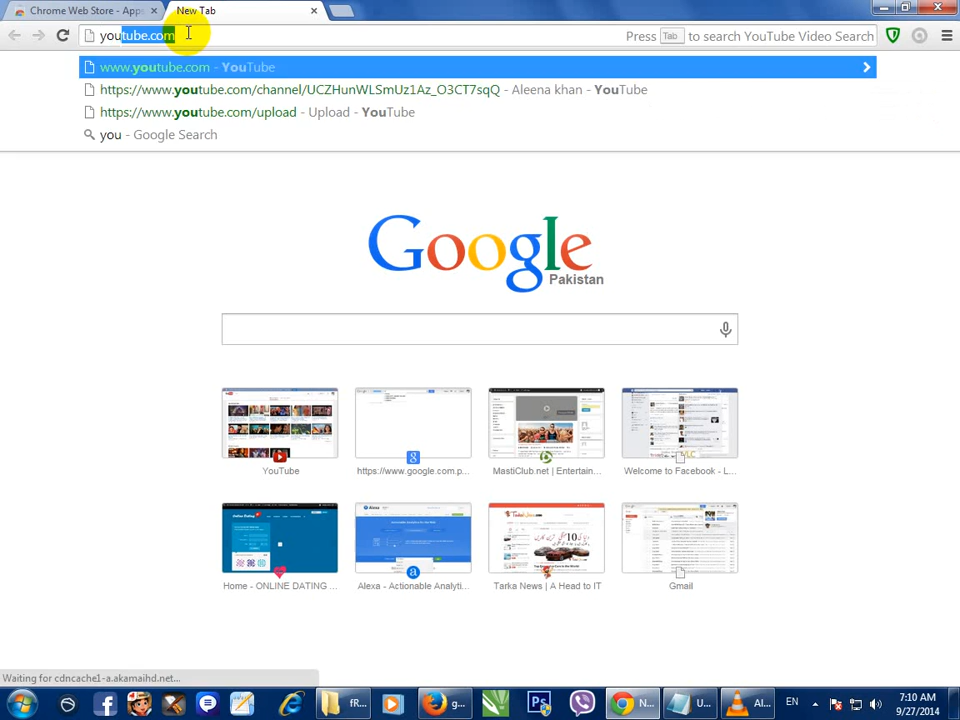 Chrome Web Store - Apps
New Tab
youtube.com
Press Tab to search YouTube Video Search
www.youtube.com - YouTube
https://www.youtube.com/channel/UCZHunWLSmUz1Az_O3CT7sqQ - Aleena khan - YouTube
https://www.youtube.com/upload - Upload - YouTube
you - Google Search
Google
Pakistan
YouTube
https://www.google.com.p...
MastiClub.net | Entertain...
Welcome to Facebook - L...
Home - ONLINE DATING ...
Alexa - Actionable Analyti...
Tarka News | A Head to IT
Gmail
Waiting for cdncache1-a.akamaihd.net...
fR...
g...
N...
U...
Al...
EN
7:10 AM
9/27/2014